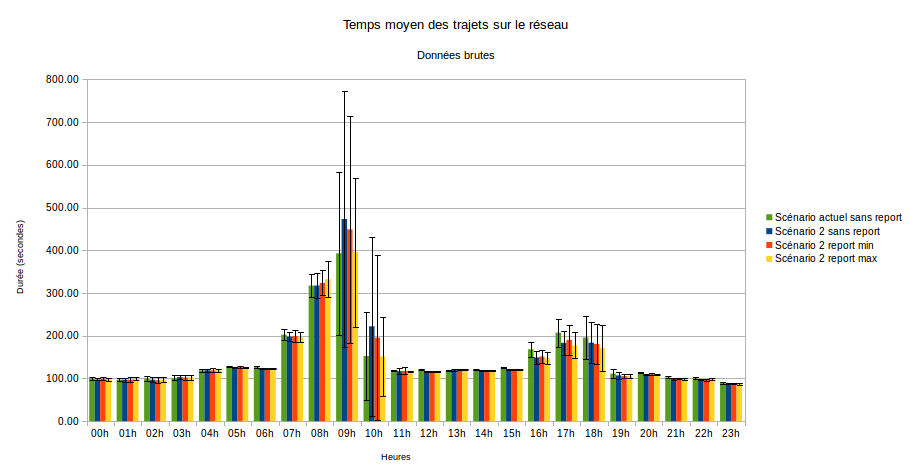 Temps moyen des trajets sur le réseau
Données brutes
800.00
700.00
600.00
500.00
400.00
300.00
200.00
100.00
0.00
Durée (secondes)
00h 01h 02h 03h 04h 05h 06h 07h 08h 09h 10h 11h 12h 13h 14h 15h 16h 17h 18h 19h 20h 21h 22h 23h
Heures
Scénario actuel sans report
Scénario 2 sans report
Scénario 2 report min
Scénario 2 report max